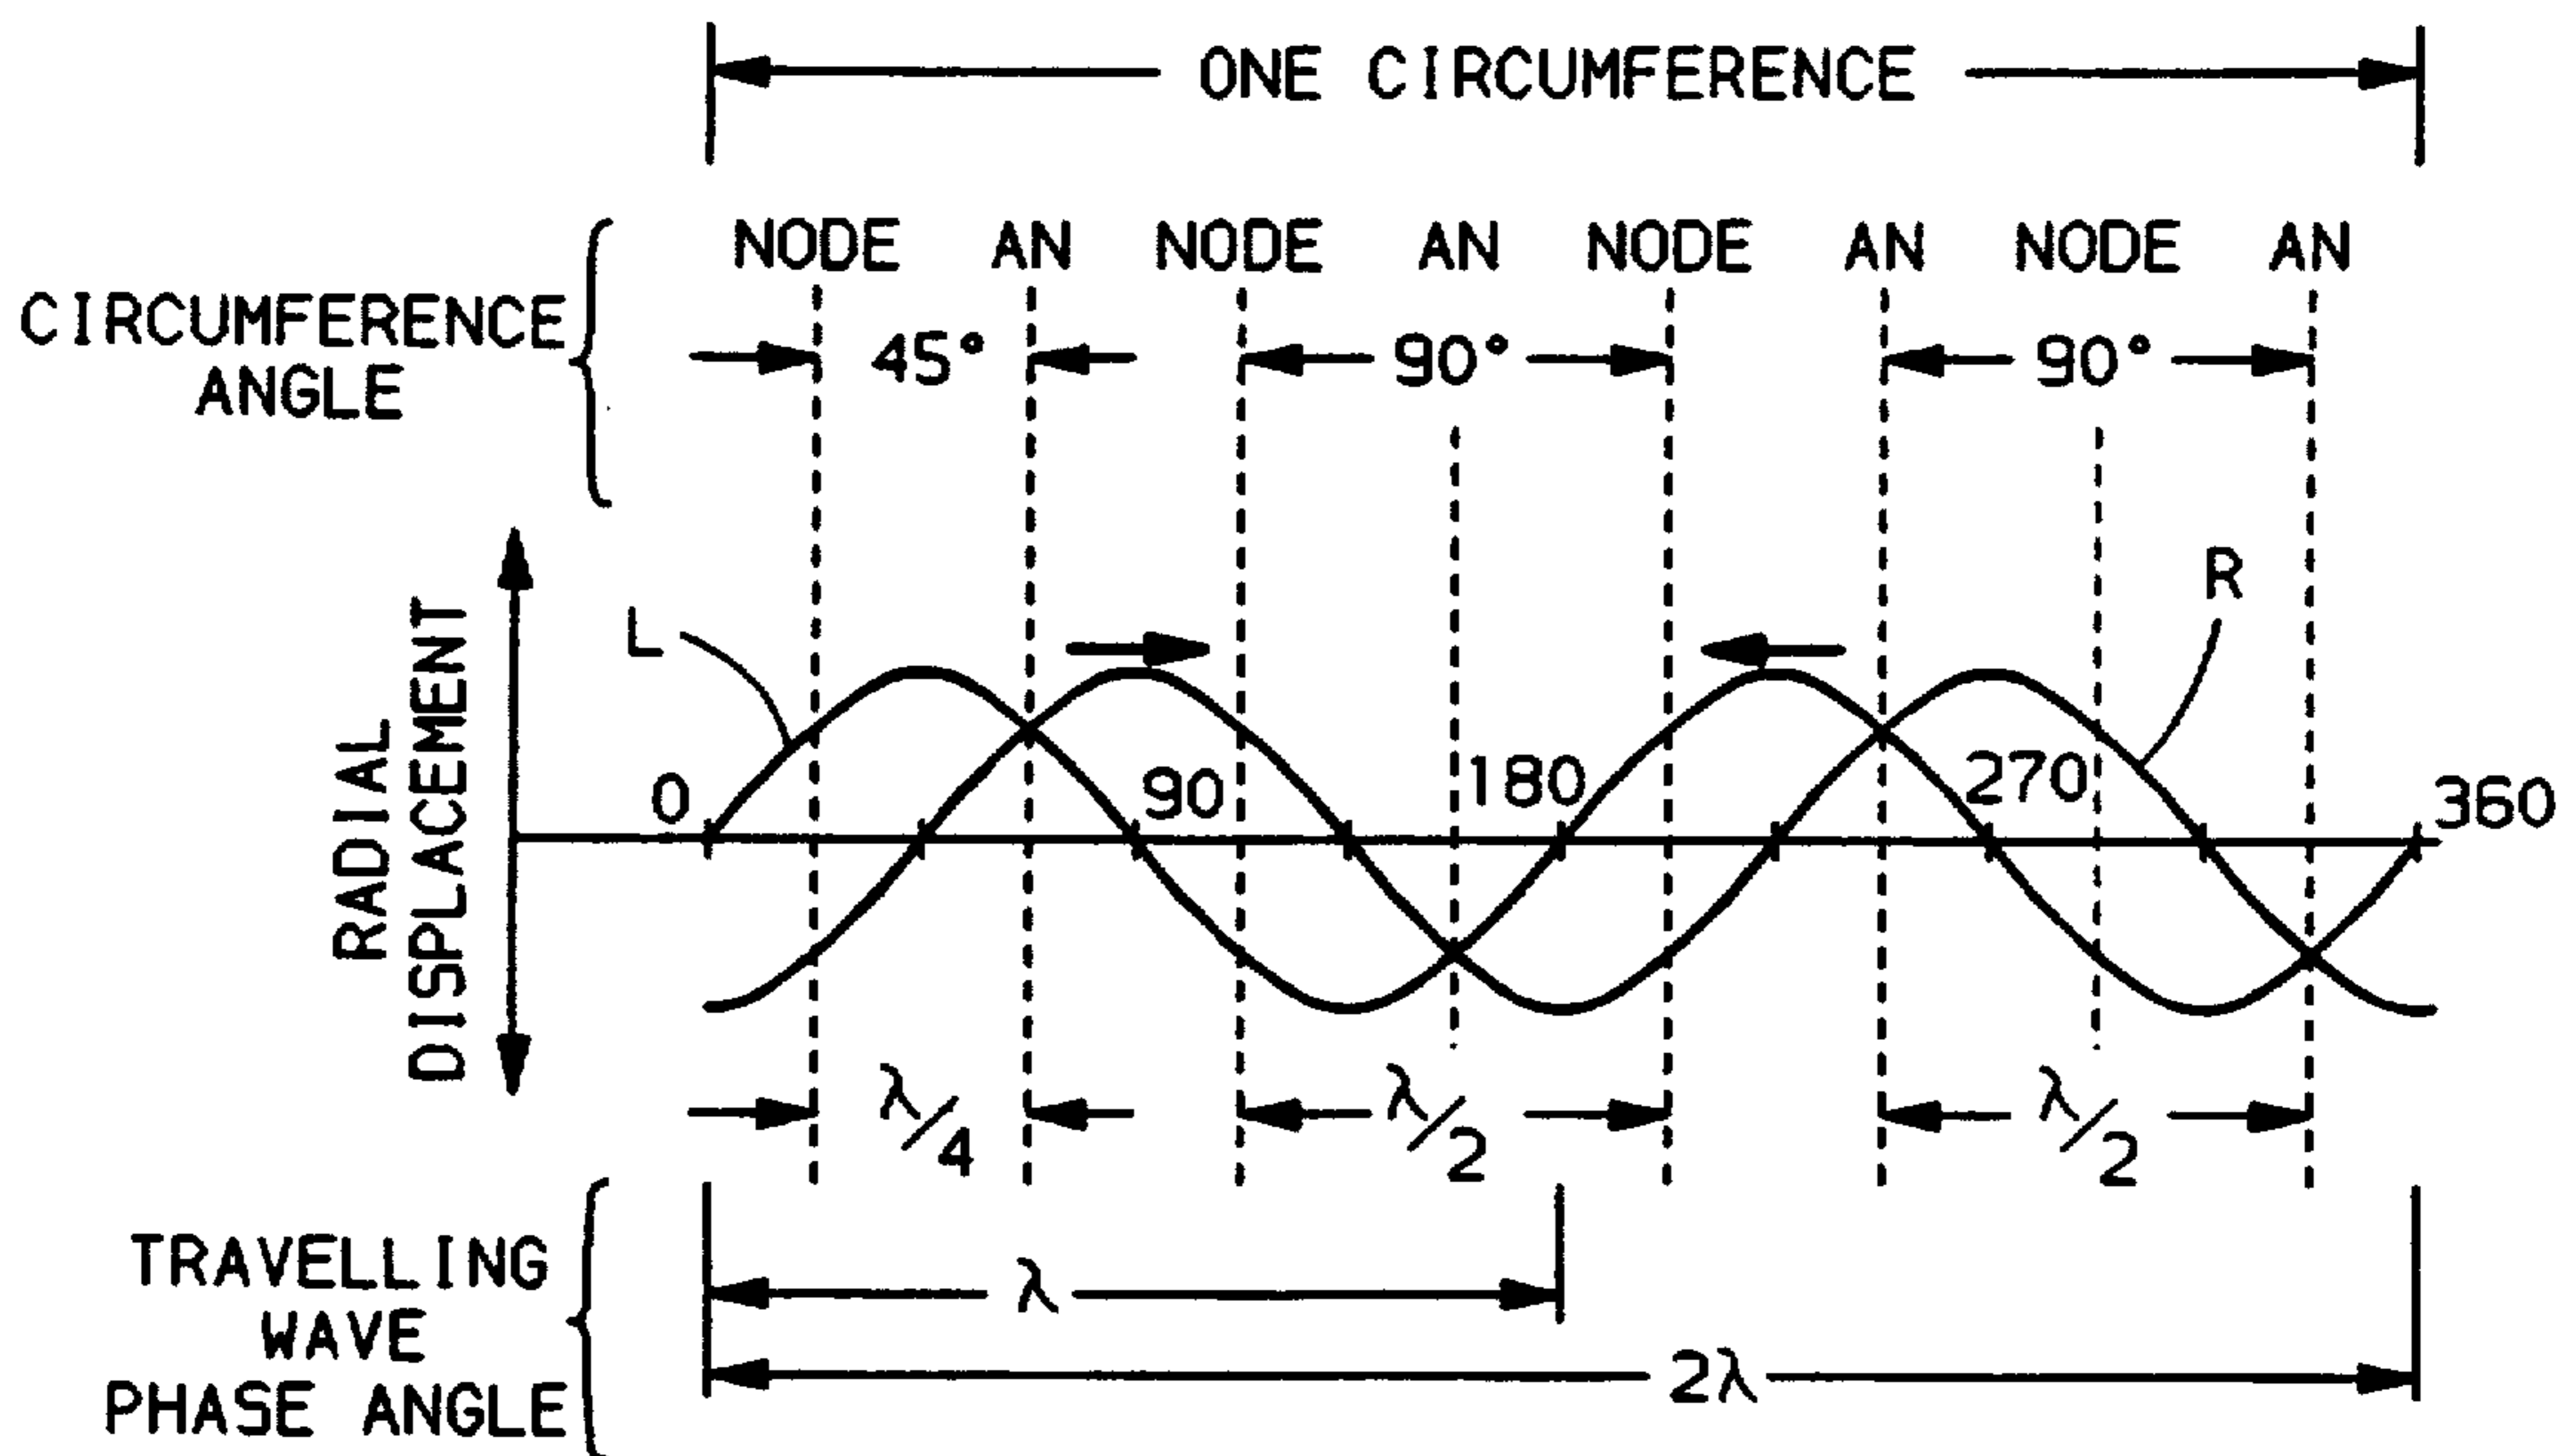 ONE CIRCUMFERENCE
NODE AN NODE AN NODE AN NODE AN
CIRCUMFERENCE
ANGLE
45° 90° 90°
RADIAL
DISPLACEMENT
L
R
0 90 180 270 360
λ/4 λ/2 λ/2
TRAVELLING
WAVE
PHASE ANGLE
λ
2λ